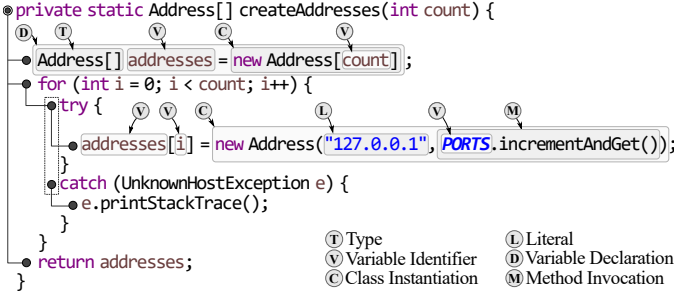 private static Address[] createAddresses(int count) {
D T V C V
Address[] addresses = new Address[count];
for (int i = 0; i < count; i++) {
try {
V V C L V M
addresses[i] = new Address("127.0.0.1", PORTS.incrementAndGet());
}
catch (UnknownHostException e) {
e.printStackTrace();
}
}
return addresses;
}
T Type
V Variable Identifier
C Class Instantiation
L Literal
D Variable Declaration
M Method Invocation